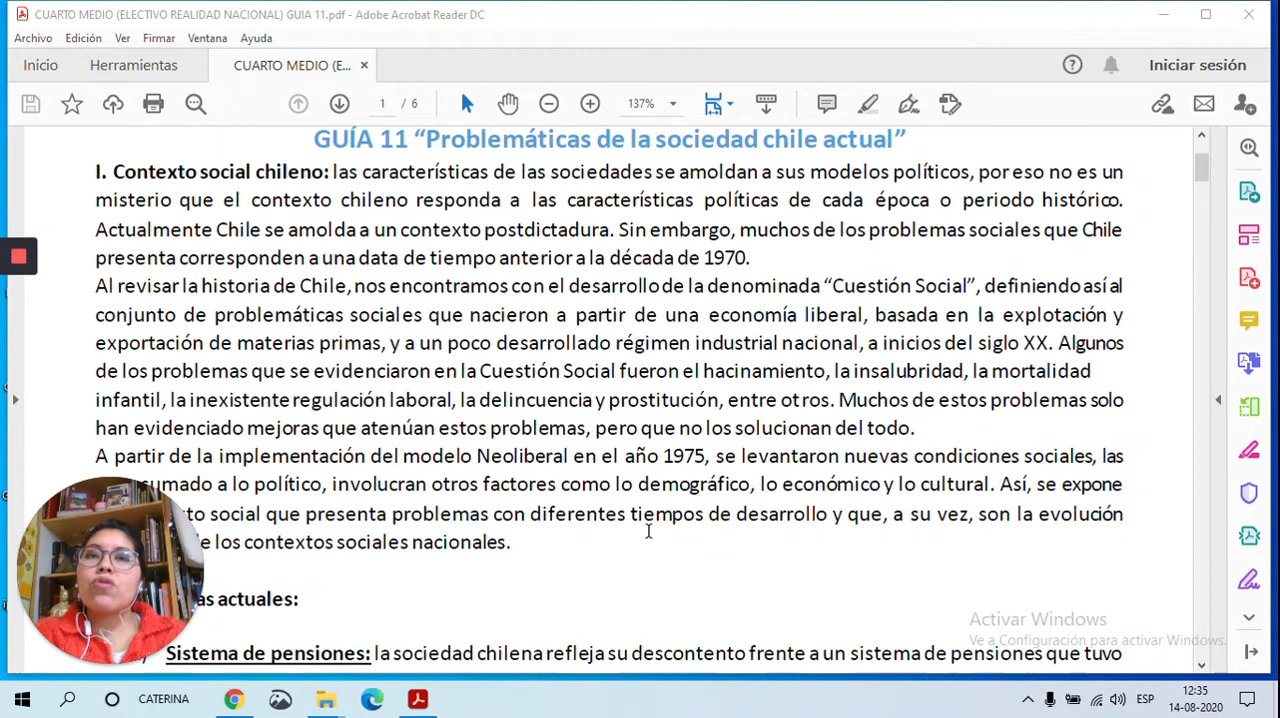 CUARTO MEDIO (ELECTIVO REALIDAD NACIONAL) GUIA 11.pdf - Adobe Acrobat Reader DC
Archivo Edición Ver Firmar Ventana Ayuda
Inicio Herramientas CUARTO MEDIO (E... × Iniciar sesión
1 / 6 137%
GUÍA 11 “Problemáticas de la sociedad chile actual”
I. Contexto social chileno: las características de las sociedades se amoldan a sus modelos políticos, por eso no es un
misterio que el contexto chileno responda a las características políticas de cada época o periodo histórico.
Actualmente Chile se amolda a un contexto postdictadura. Sin embargo, muchos de los problemas sociales que Chile
presenta corresponden a una data de tiempo anterior a la década de 1970.
Al revisar la historia de Chile, nos encontramos con el desarrollo de la denominada “Cuestión Social”, definiendo así al
conjunto de problemáticas sociales que nacieron a partir de una economía liberal, basada en la explotación y
exportación de materias primas, y a un poco desarrollado régimen industrial nacional, a inicios del siglo XX. Algunos
de los problemas que se evidenciaron en la Cuestión Social fueron el hacinamiento, la insalubridad, la mortalidad
infantil, la inexistente regulación laboral, la delincuencia y prostitución, entre otros. Muchos de estos problemas solo
han evidenciado mejoras que atenúan estos problemas, pero que no los solucionan del todo.
A partir de la implementación del modelo Neoliberal en el año 1975, se levantaron nuevas condiciones sociales, las
sumado a lo político, involucran otros factores como lo demográfico, lo económico y lo cultural. Así, se expone
social que presenta problemas con diferentes tiempos de desarrollo y que, a su vez, son la evolución
de los contextos sociales nacionales.
actuales:
Sistema de pensiones: la sociedad chilena refleja su descontento frente a un sistema de pensiones que tuvo
Activar Windows
Ve a Configuración para activar Windows.
CATERINA
ESP
12:35
14-08-2020